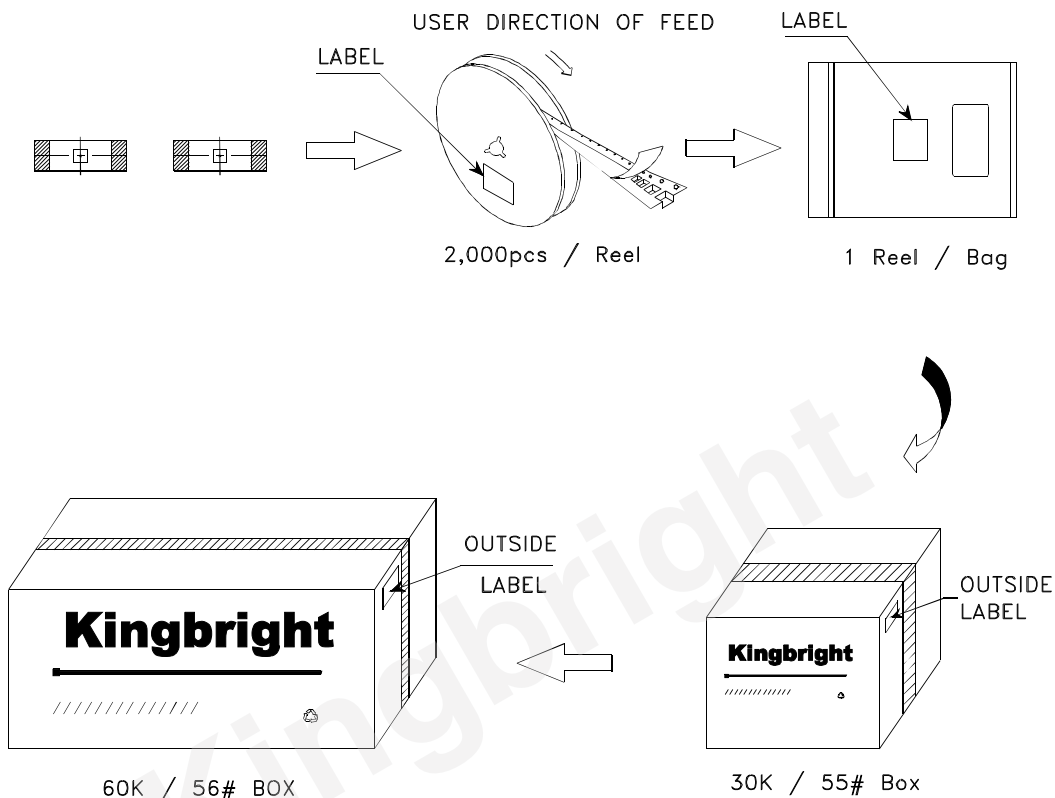 USER DIRECTION OF FEED
LABEL
LABEL
2,000pcs / Reel
1 Reel / Bag
OUTSIDE
LABEL
OUTSIDE
LABEL
Kingbright
Kingbright
60K / 56# BOX
30K / 55# Box
Kingbright